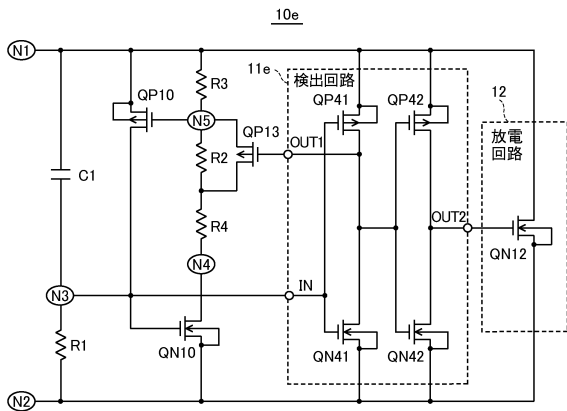 10e
N1
11e
検出回路
R3
QP10
N5
QP13
QP41
QP42
12
放電
回路
OUT1
R2
C1
R4
OUT2
N4
QN12
N3
IN
R1
QN10
QN41
QN42
N2